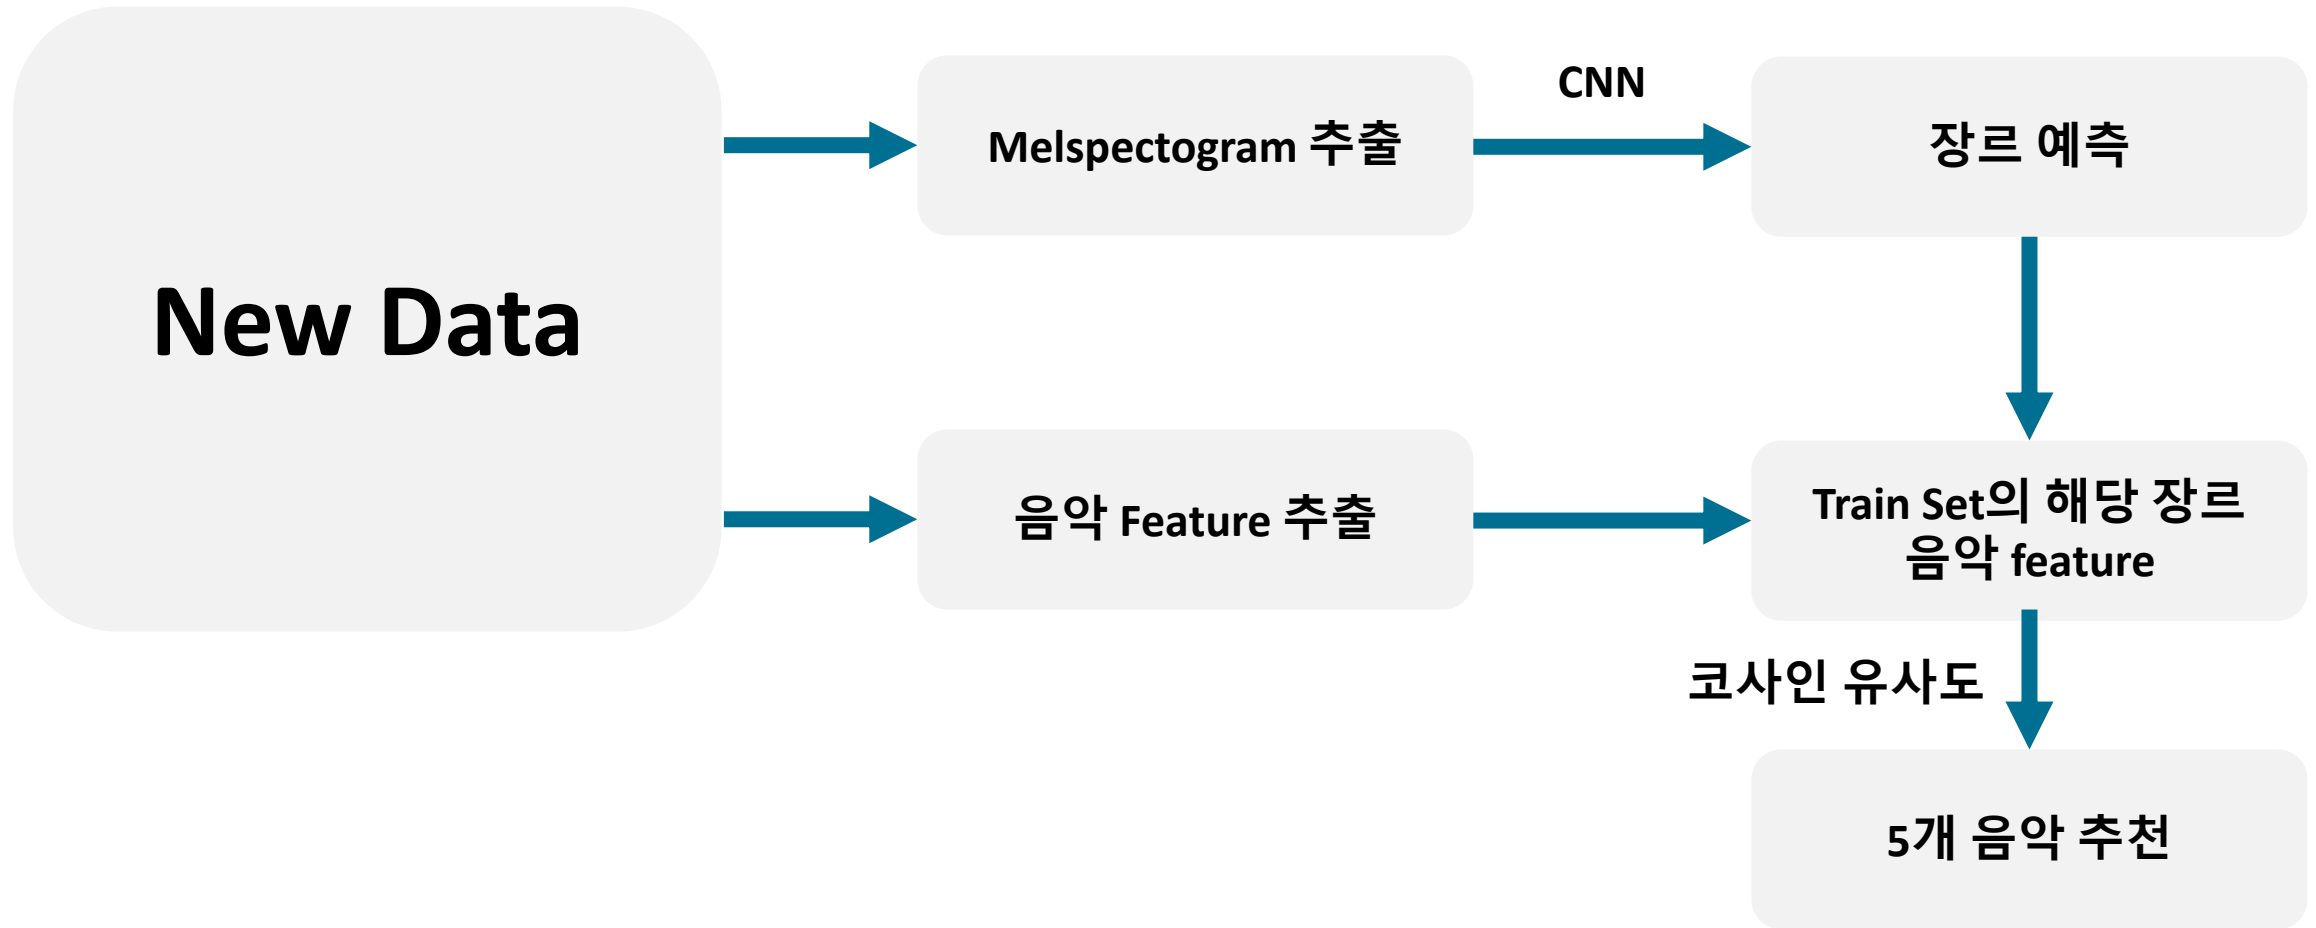 New Data
Melspectogram 추출
CNN
장르 예측
음악 Feature 추출
Train Set의 해당 장르
음악 feature
코사인 유사도
5개 음악 추천